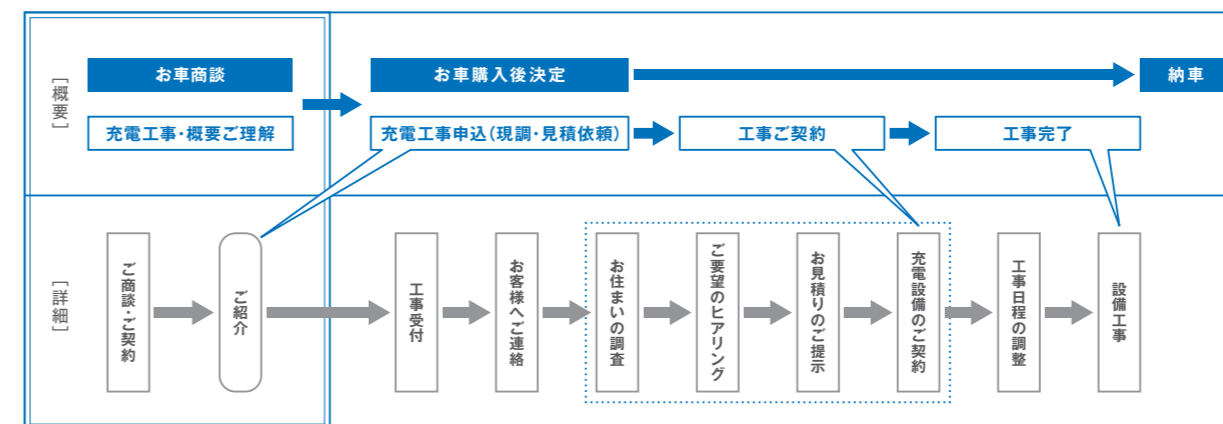 [概要]
お車商談
お車購入後決定
納車
充電工事・概要ご理解
充電工事申込(現調・見積依頼)
工事ご契約
工事完了
[詳細]
ご商談・ご契約
ご紹介
工事受付
お客様へご連絡
お住まいの調査
ご要望のヒアリング
お見積りのご提示
充電設備のご契約
工事日程の調整
設備工事